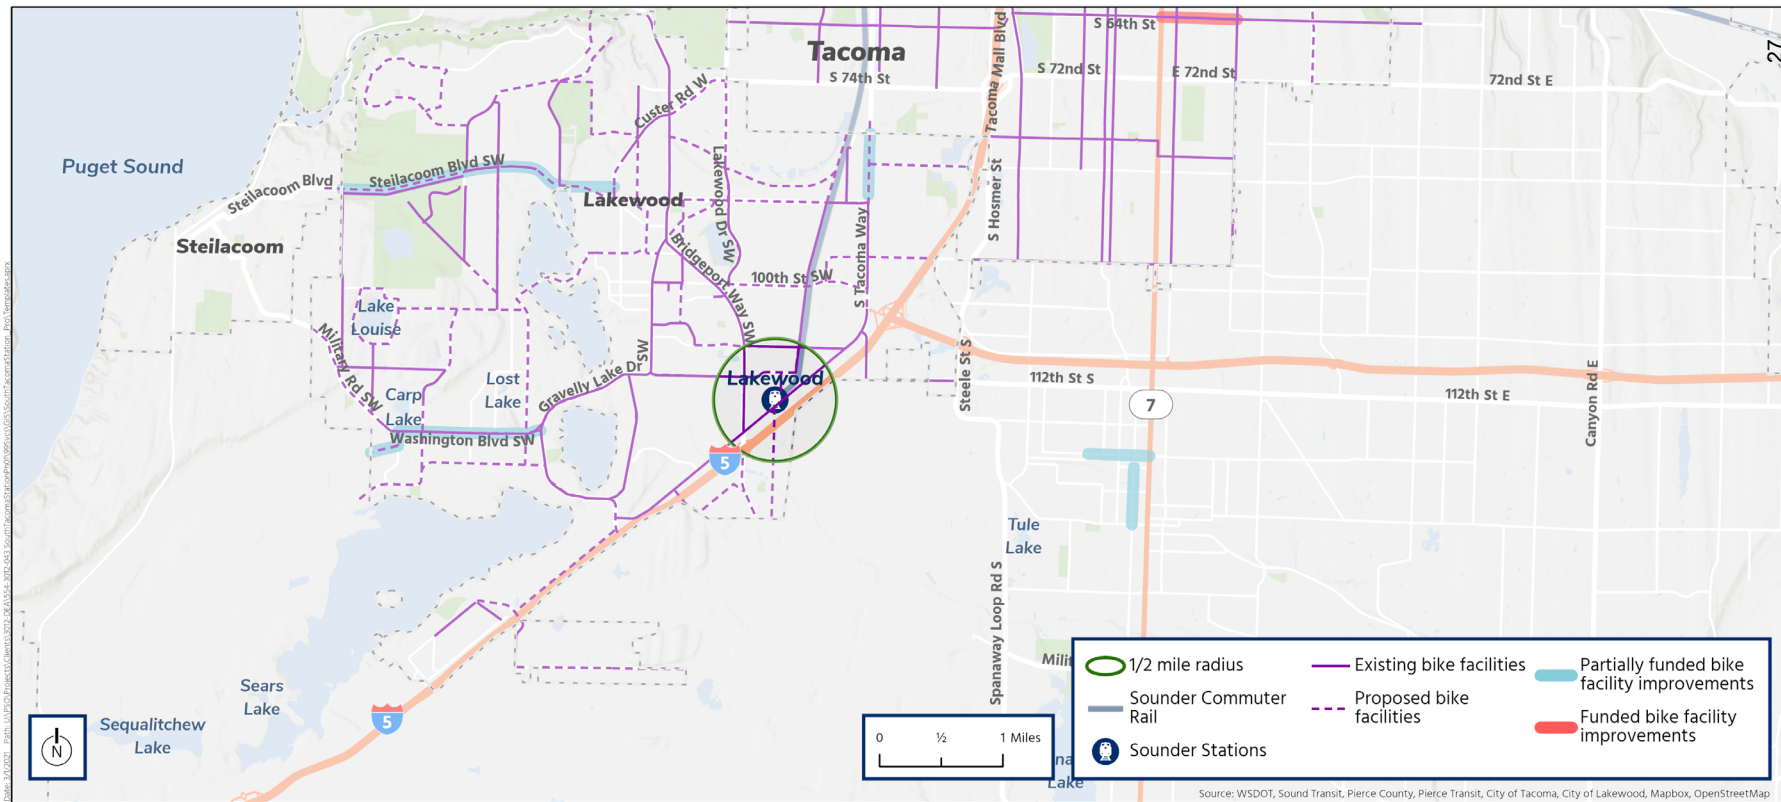 Tacoma
S 64th St
27
S 74th St
S 72nd St
E 72nd St
72nd St E
Tacoma Mall Blvd
Custer Rd W
Puget Sound
Steilacoom Blvd SW
Steilacoom Blvd
Lakewood
Lakewood Dr SW
S Hosmer St
Steilacoom
Bridgeport Way SW
S Tacoma Way
100th St SW
Lake
Louise
Military Rd SW
Gravelly Lake Dr SW
Lakewood
Steele St S
112th St S
112th St E
7
Canyon Rd E
Carp
Lake
Lost
Lake
Washington Blvd SW
5
Tule
Lake
Spanaway Loop Rd S
Sears
Lake
5
Sequalitchew
Lake
N
0 ½ 1 Miles
Lake
1/2 mile radius
Sounder Commuter
Rail
Sounder Stations
Existing bike facilities
Proposed bike
facilities
Partially funded bike
facility improvements
Funded bike facility
improvements
Source: WSDOT, Sound Transit, Pierce County, Pierce Transit, City of Tacoma, City of Lakewood, Mapbox, OpenStreetMap